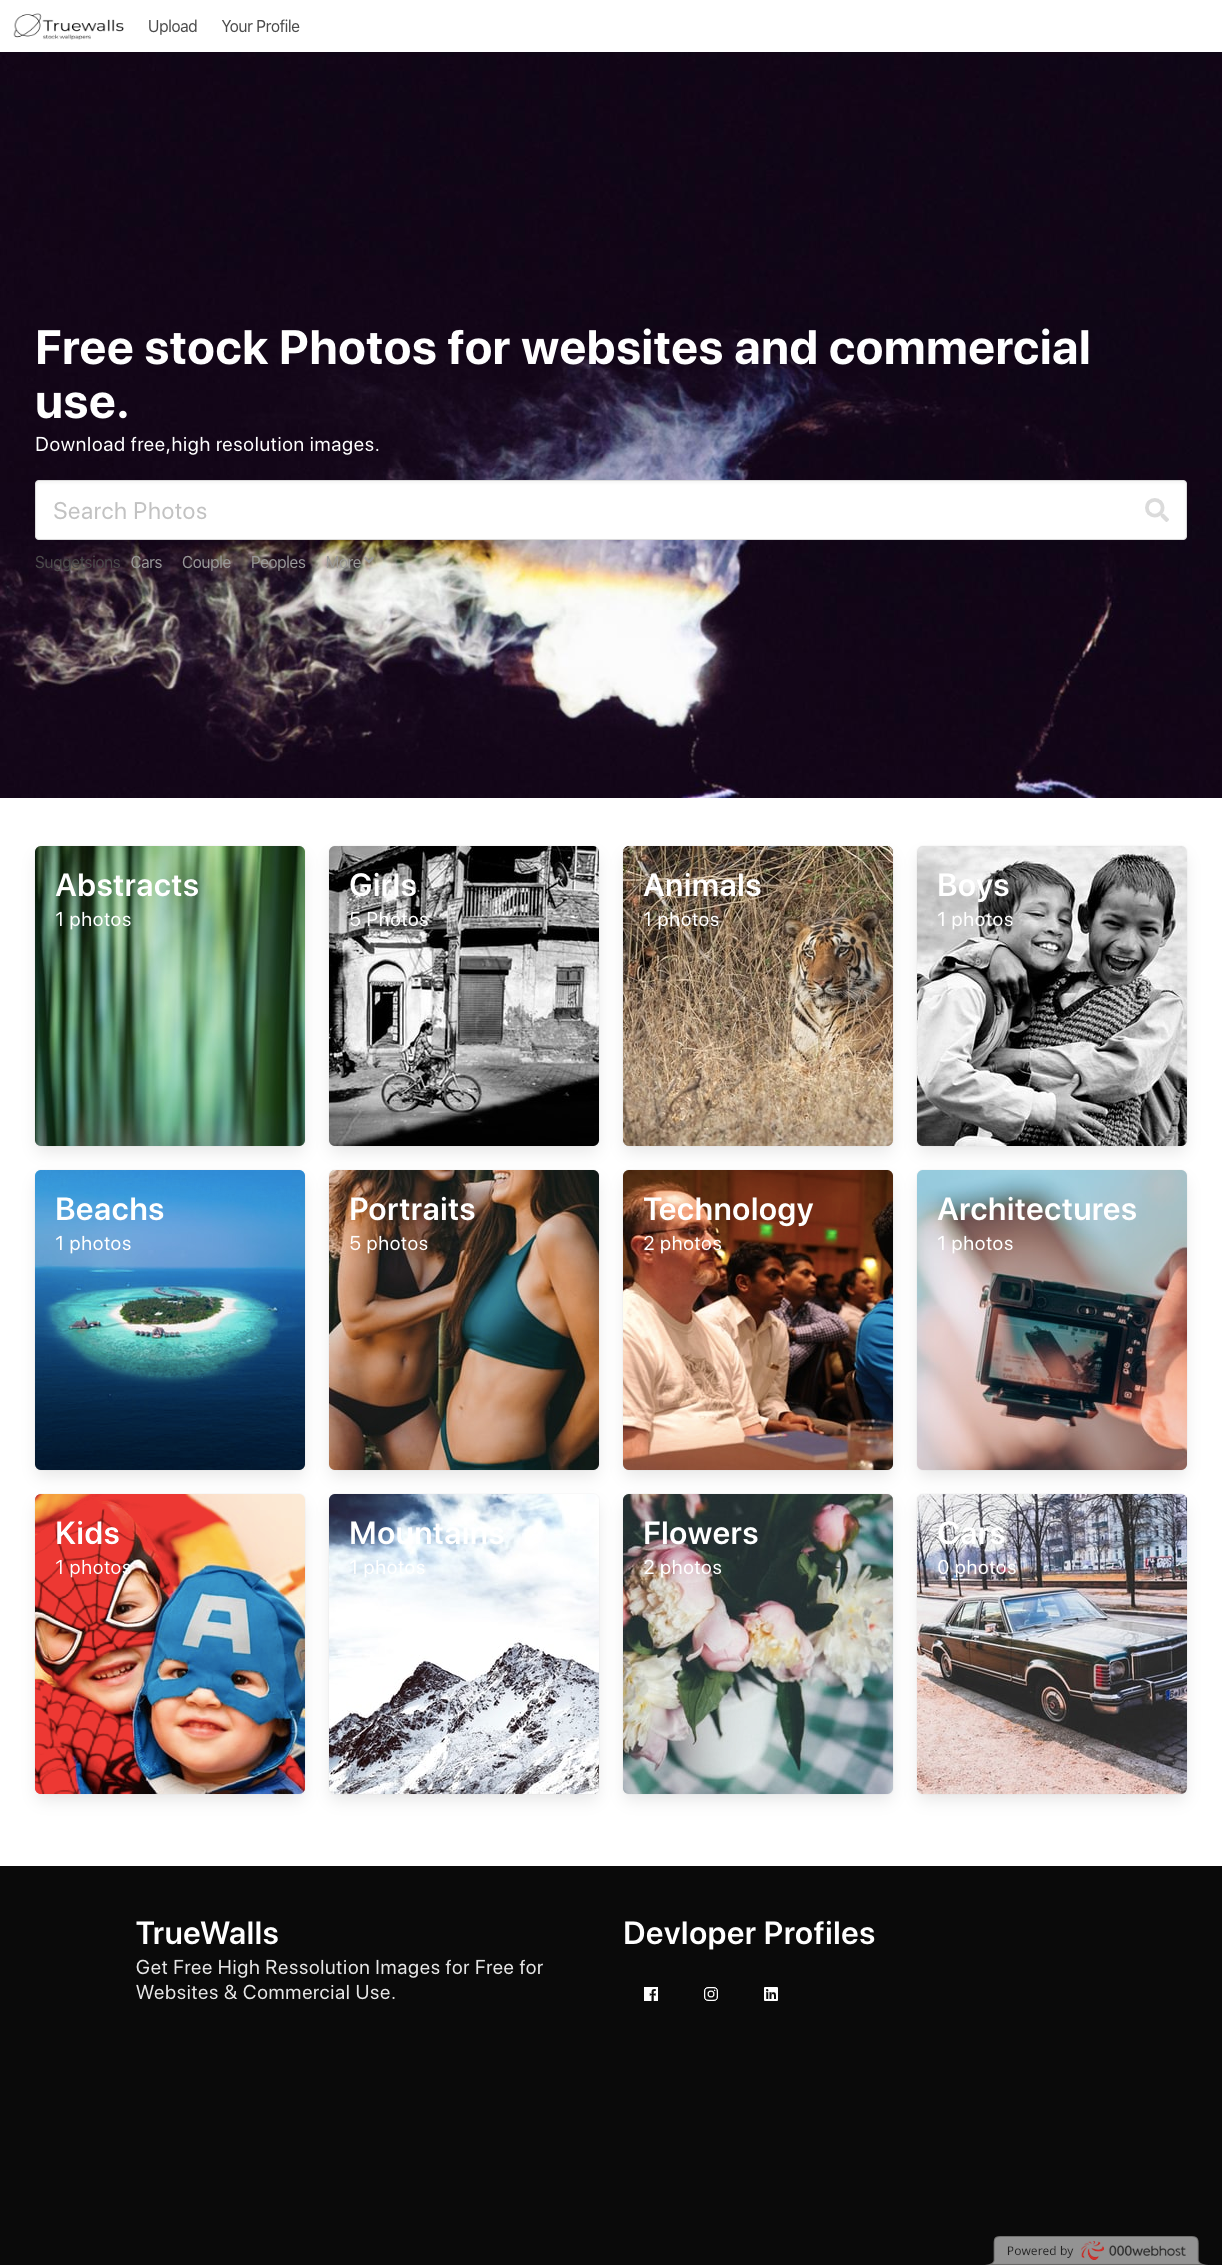 Truewalls
stock wallpapers
Upload
Your Profile
Free stock Photos for websites and commercial
use.
Download free,high resolution images.
Search Photos
Suggetsions Cars Couple Peoples More
Abstracts
1 photos
Girls
5 Photos
Animals
1 photos
Boys
1 photos
Beachs
1 photos
Portraits
5 photos
Technology
2 photos
Architectures
1 photos
Kids
1 photos
A
Mountains
1 photos
Flowers
2 photos
Cars
0 photos
TrueWalls
Get Free High Ressolution Images for Free for
Websites & Commercial Use.
Devloper Profiles
Powered by 000webhost